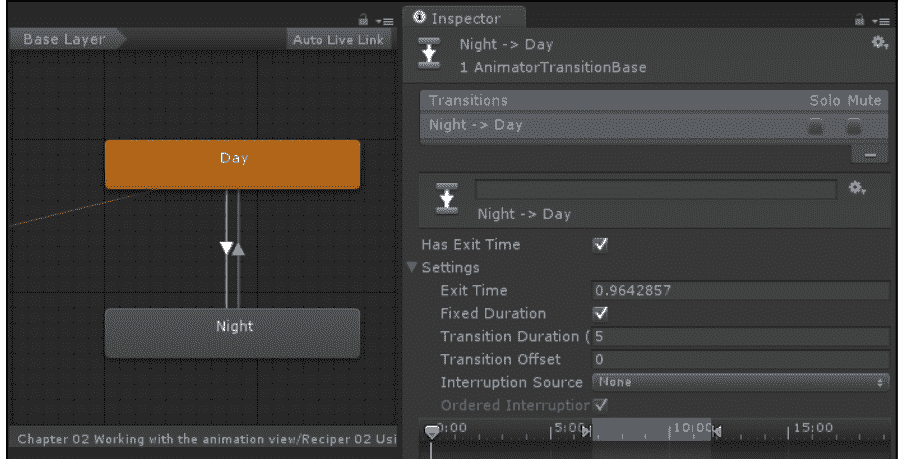 Base Layer
Auto Live Link
Day
Night
Chapter 02 Working with the animation view/Reciper 02 Usi
Inspector
Night -> Day
1 AnimatorTransitionBase
Transitions Solo Mute
Night -> Day
Night -> Day
Has Exit Time
Settings
Exit Time 0.9642857
Fixed Duration
Transition Duration ( 5
Transition Offset 0
Interruption Source None
Ordered Interruption
0:00 5:00 10:00 15:00